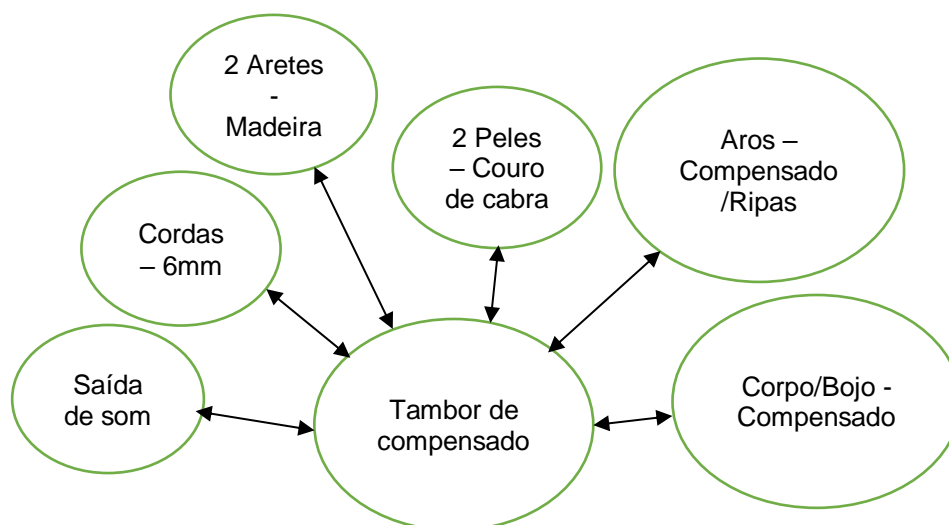 2 Aretes
-
Madeira
2 Peles
– Couro
de cabra
Aros –
Compensado
/Ripas
Cordas
– 6mm
Saída
de som
Tambor de
compensado
Corpo/Bojo -
Compensado